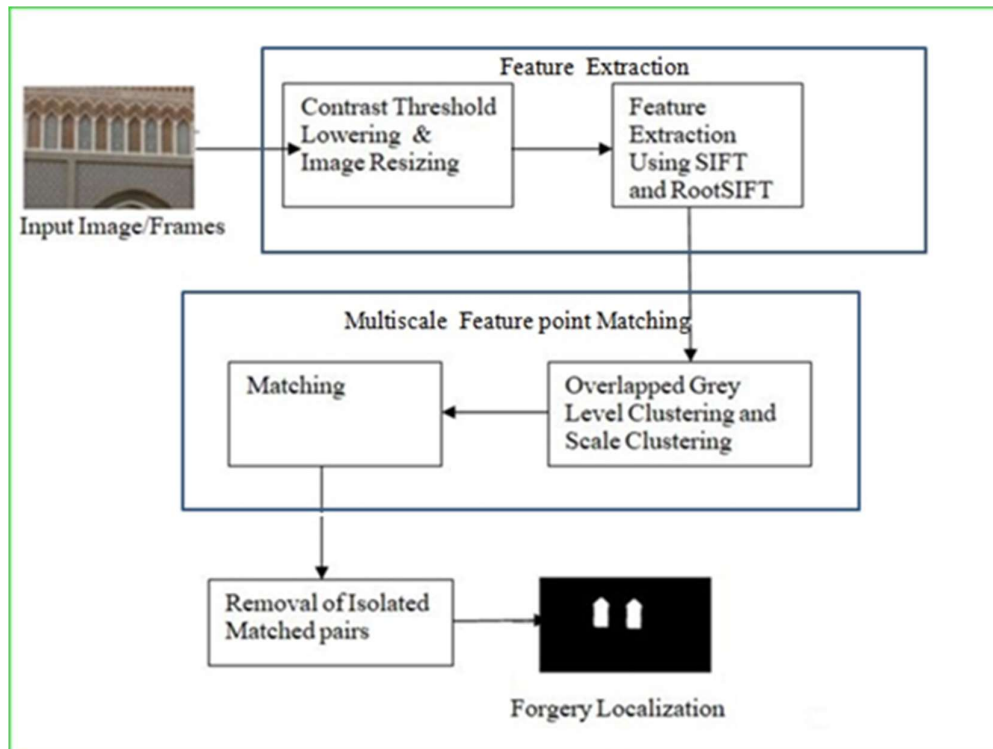 Feature Extraction
Contrast Threshold
Lowering &
Image Resizing
Feature
Extraction
Using SIFT
and RootSIFT
Input Image/Frames
Multiscale Feature point Matching
Matching
Overlapped Grey
Level Clustering and
Scale Clustering
Removal of Isolated
Matched pairs
Forgery Localization